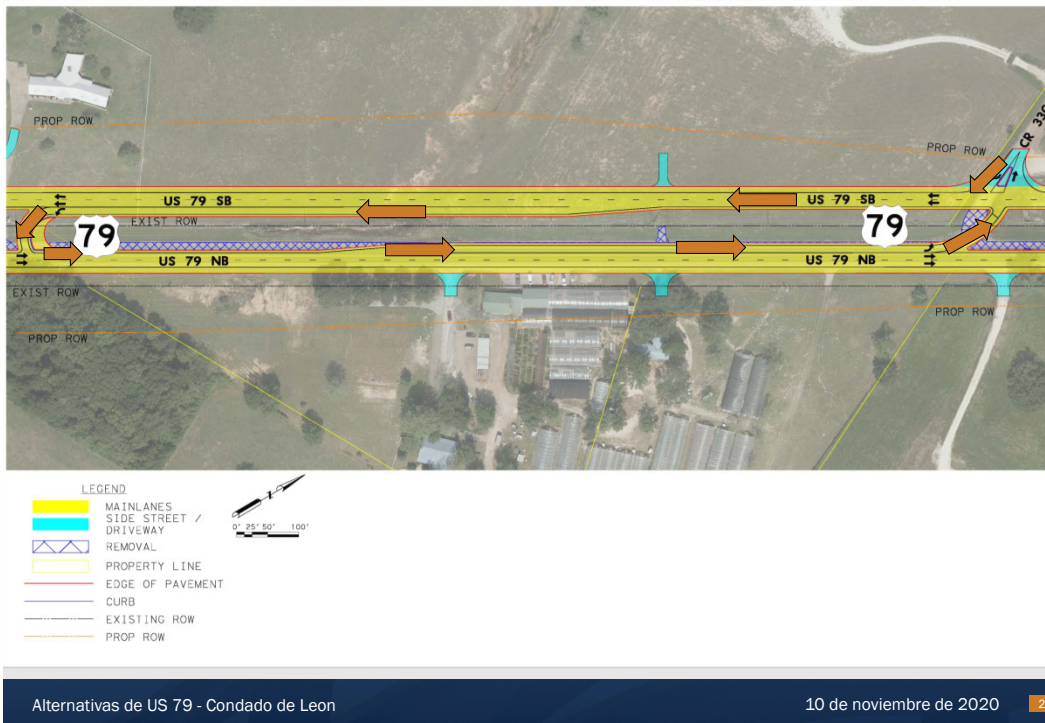 PROP ROW
PROP ROW
CR 330
US 79 SB
US 79 SB
EXIST ROW
79
79
US 79 NB
US 79 NB
EXIST ROW
PROP ROW
PROP ROW
LEGEND
MAINLANES
SIDE STREET /
DRIVEWAY
REMOVAL
PROPERTY LINE
EDGE OF PAVEMENT
CURB
EXISTING ROW
PROP ROW
0' 25' 50' 100'
Alternativas de US 79 - Condado de Leon
10 de noviembre de 2020